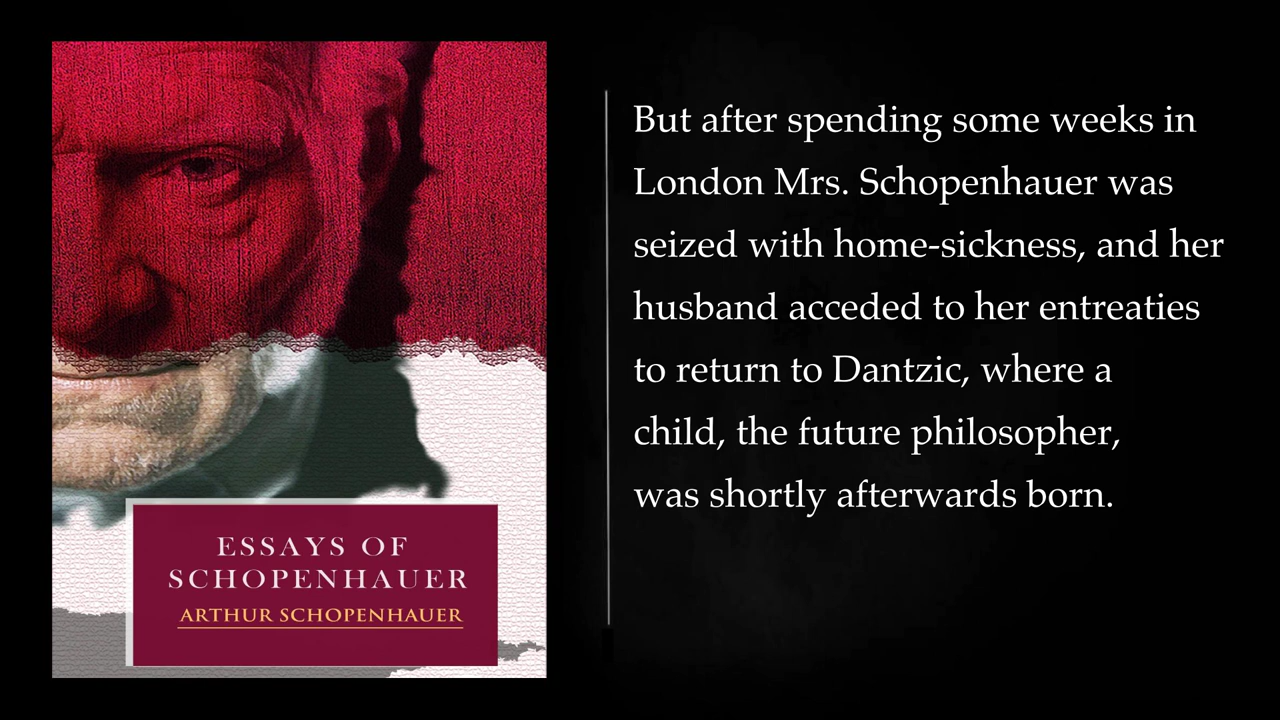 ESSAYS OF
SCHOPENHAUER
ARTHUR SCHOPENHAUER
But after spending some weeks in
London Mrs. Schopenhauer was
seized with home-sickness, and her
husband acceded to her entreaties
to return to Dantzic, where a
child, the future philosopher,
was shortly afterwards born.